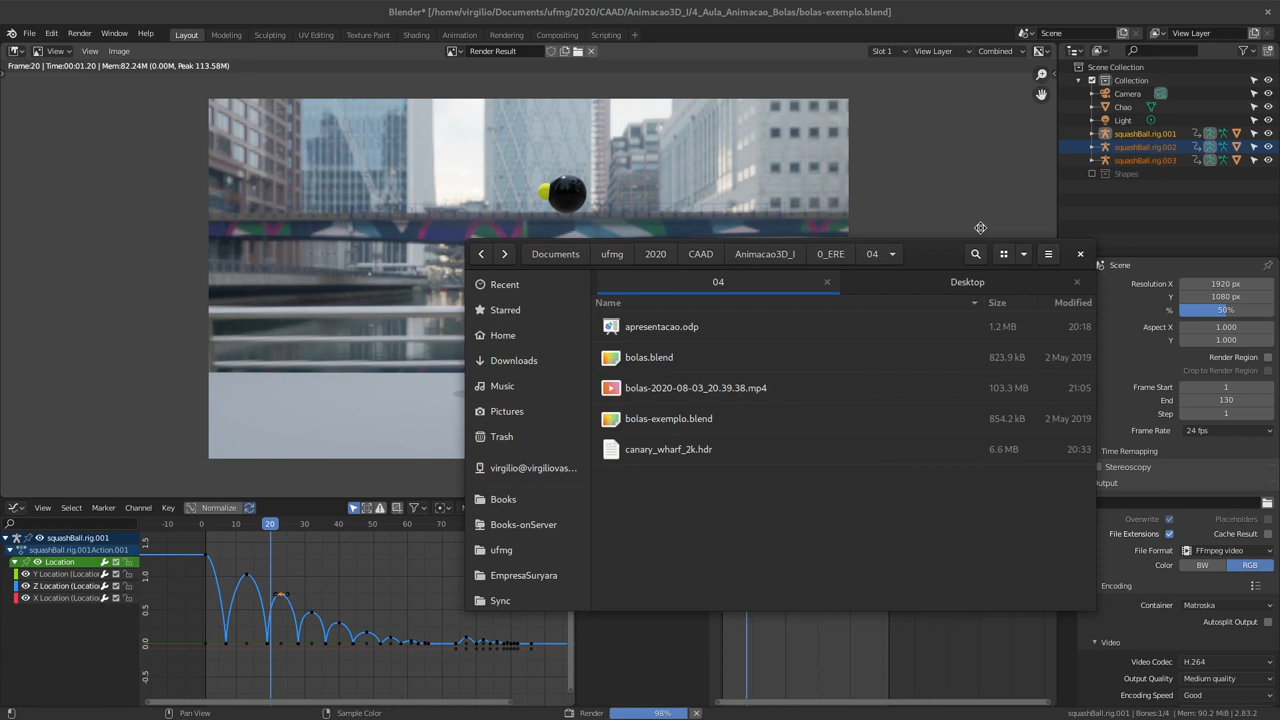 Blender* [/home/virgilio/Documents/ufmg/2020/CAAD/Animacao3D_I/4_Aula_Animacao_Bolas/bolas-exemplo.blend]
File Edit Render Window Help Layout Modeling Sculpting UV Editing Texture Paint Shading Animation Rendering Compositing Scripting + Scene View Layer
View View Image Render Result Slot 1 View Layer Combined
Frame:20 | Time:00:01.20 | Mem:82.24M (0.00M, Peak 113.58M)
Scene Collection
Collection
Camera
Chao
Light
squashBall.rig.001
squashBall.rig.002
squashBall.rig.003
Shapes
Documents ufmg 2020 CAAD Animacao3D_I 0_ERE 04
04 Desktop
Name Size Modified
Recent
Starred
Home
Downloads
Music
Pictures
Trash
virgilio@virgiliovas...
Books
Books-onServer
ufmg
EmpresaSuryara
Sync
apresentacao.odp 1.2 MB 20:18
bolas.blend 823.9 kB 2 May 2019
bolas-2020-08-03_20.39.38.mp4 103.3 MB 21:05
bolas-exemplo.blend 854.2 kB 2 May 2019
canary_wharf_2k.hdr 6.6 MB 20:33
Scene
Resolution X 1920 px
Y 1080 px
% 50%
Aspect X 1.000
Y 1.000
Render Region
Crop to Render Region
Frame Start 1
End 130
Step 1
Frame Rate 24 fps
Time Remapping
Stereoscopy
Output
Overwrite Placeholders
File Extensions Cache Result
File Format FFmpeg video
Color BW RGB
Encoding
Container Matroska
Autosplit Output
Video
Video Codec H.264
Output Quality Medium quality
Encoding Speed Good
View Select Marker Channel Key Normalize
-10 0 10 20 30 40 50 60 70
squashBall.rig.001
squashBall.rig.001Action.001
Location
Y Location (Locatio
Z Location (Locatio
X Location (Locatio
1.5
1.0
0.5
0.0
-0.5
Pan View Sample Color Render 98% squashBall.rig.001 | Bones:1/4 | Mem: 90.2 MiB | 2.83.2